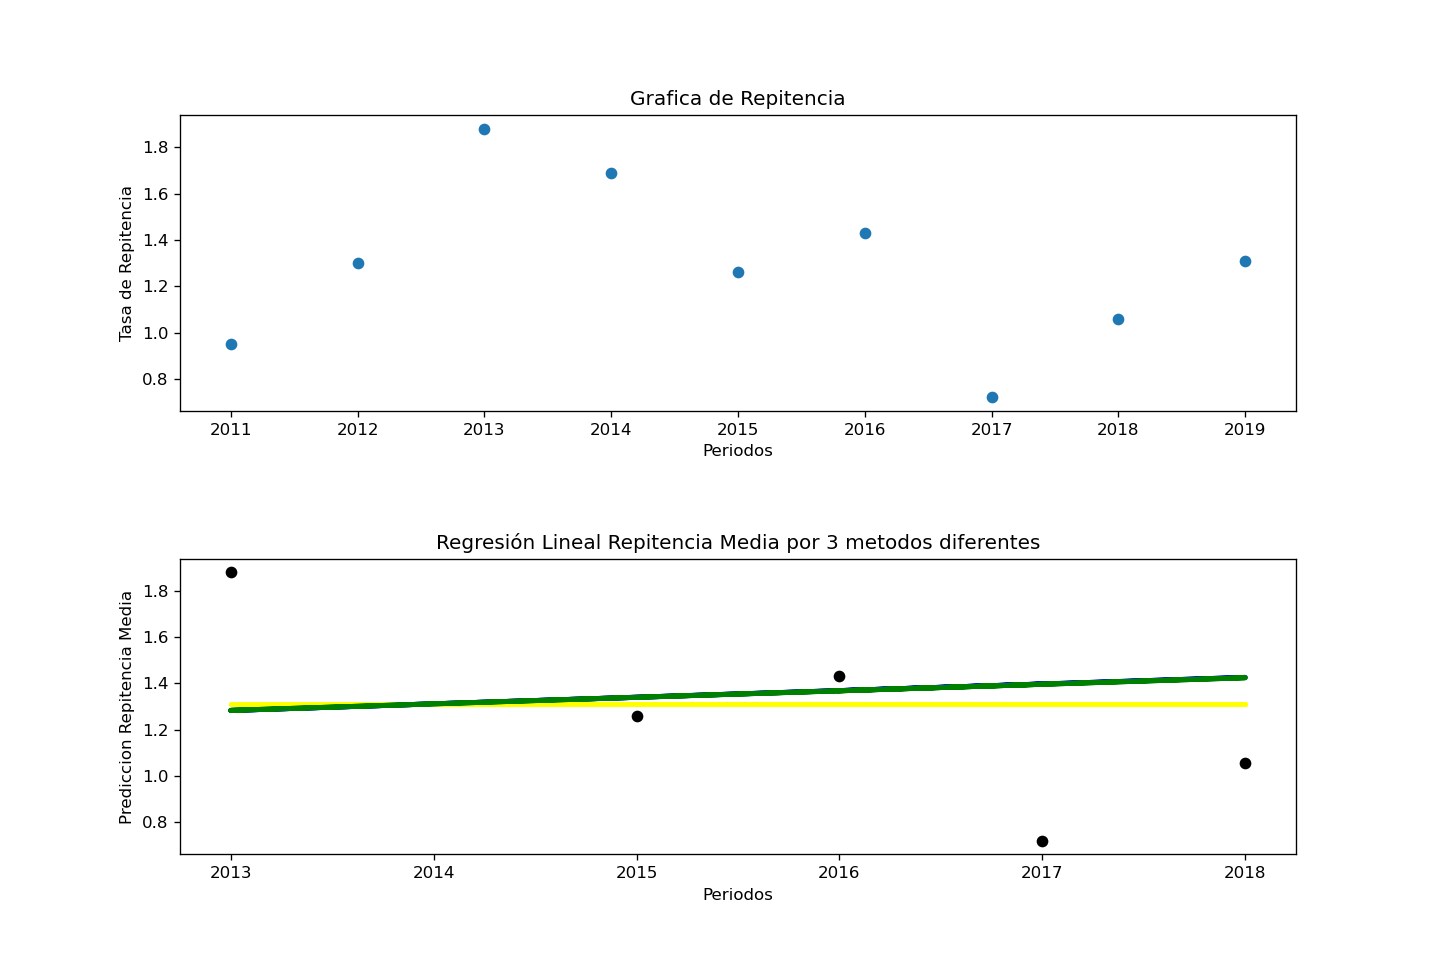 Grafica de Repitencia
Tasa de Repitencia
1.8
1.6
1.4
1.2
1.0
0.8
2011 2012 2013 2014 2015 2016 2017 2018 2019
Periodos
Regresión Lineal Repitencia Media por 3 metodos diferentes
Prediccion Repitencia Media
1.8
1.6
1.4
1.2
1.0
0.8
2013 2014 2015 2016 2017 2018
Periodos